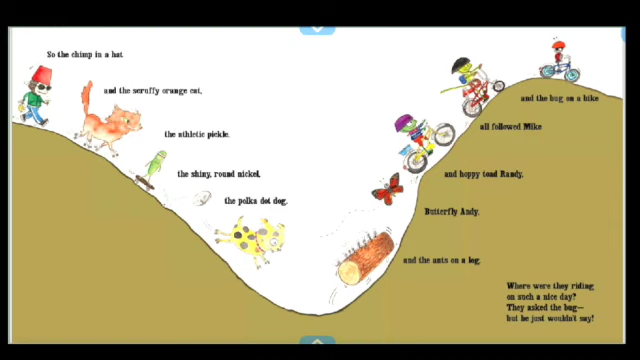 So the chimp in a hat
and the scruffy orange cat,
the athletic pickle,
the shiny, round nickel,
the polka dot dog,
and the ants on a log,
Butterfly Andy,
and hoppy toad Randy,
all followed Mike
and the bug on a bike
Where were they riding
on such a nice day?
They asked the bug—
but he just wouldn't say!